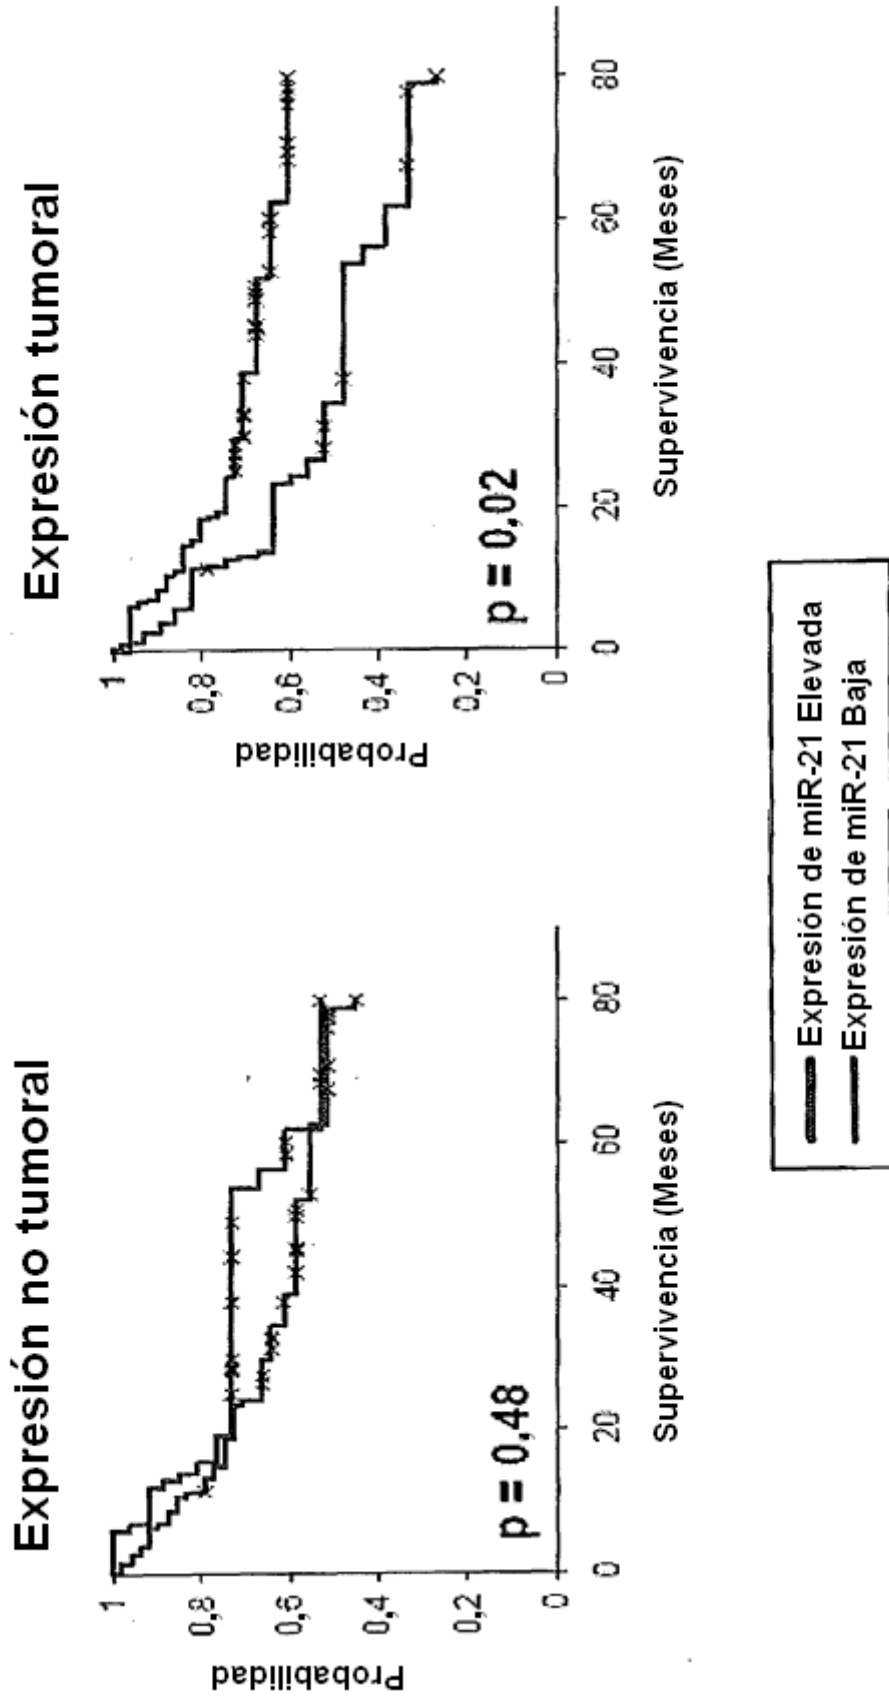 Expresión no tumoral
Probabilidad
1
0,8
0,6
0,4
0,2
0
p = 0,48
0
20
40
60
80
Supervivencia (Meses)
Expresión tumoral
Probabilidad
1
0,8
0,6
0,4
0,2
0
p = 0,02
0
20
40
60
80
Supervivencia (Meses)
Expresión de miR-21 Elevada
Expresión de miR-21 Baja